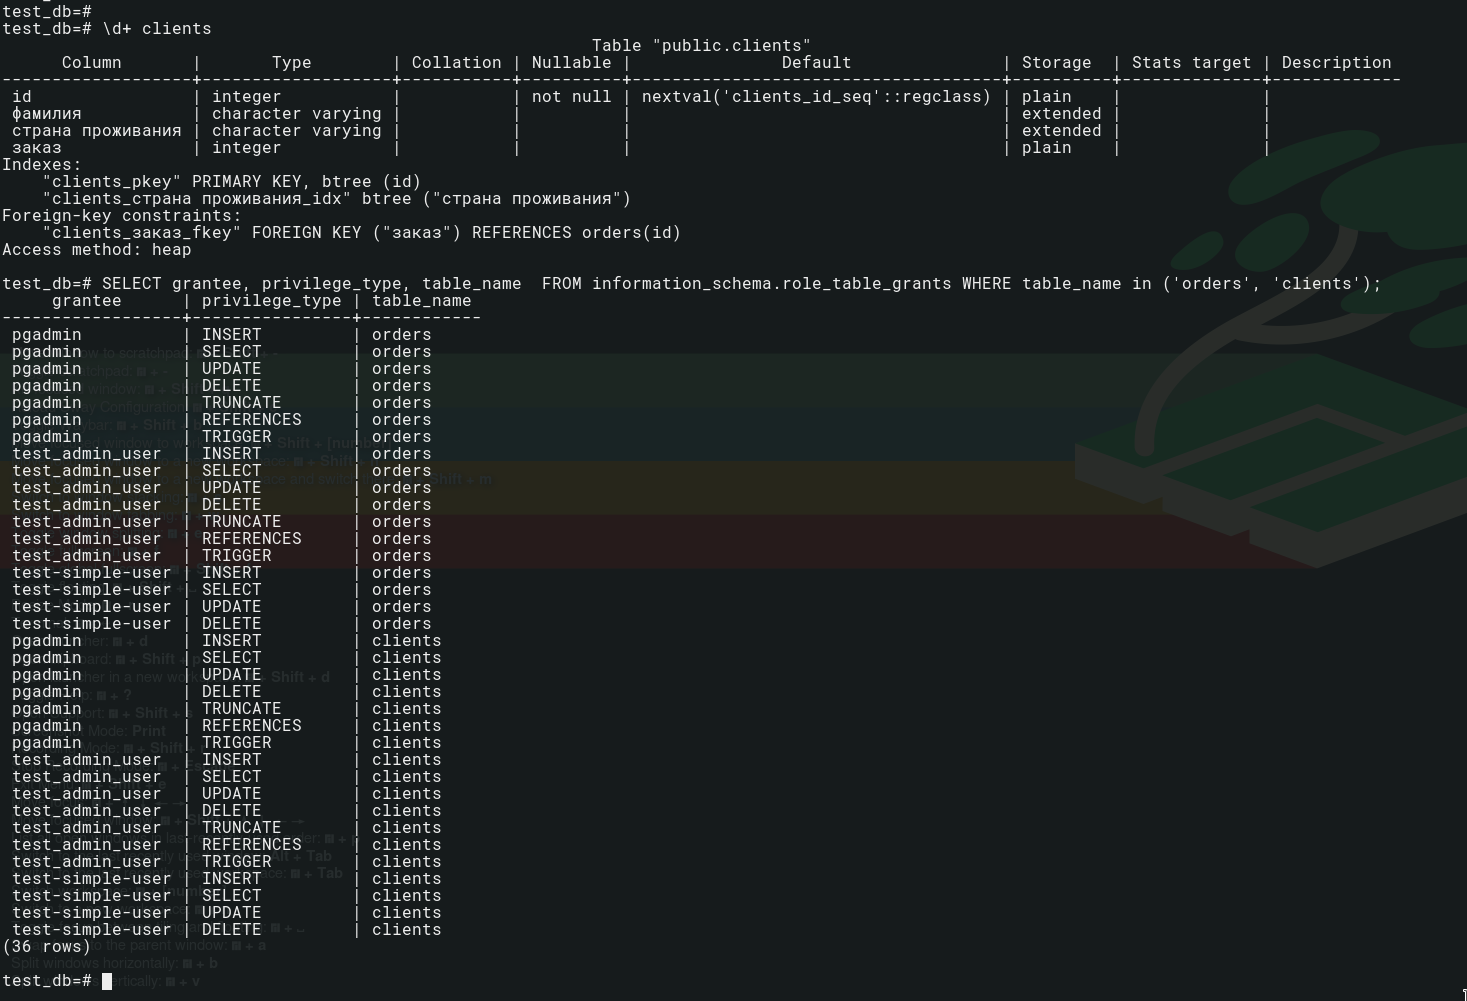 test_db=#
test_db=# \d+ clients
                                                           Table "public.clients"
      Column       |       Type        | Collation | Nullable |               Default               | Storage  | Stats target | Description
-------------------+-------------------+-----------+----------+-------------------------------------+----------+--------------+-------------
 id                | integer           |           | not null | nextval('clients_id_seq'::regclass) | plain    |              |
 фамилия           | character varying |           |          |                                     | extended |              |
 страна проживания | character varying |           |          |                                     | extended |              |
 заказ             | integer           |           |          |                                     | plain    |              |
Indexes:
    "clients_pkey" PRIMARY KEY, btree (id)
    "clients_страна проживания_idx" btree ("страна проживания")
Foreign-key constraints:
    "clients_заказ_fkey" FOREIGN KEY ("заказ") REFERENCES orders(id)
Access method: heap

test_db=# SELECT grantee, privilege_type, table_name  FROM information_schema.role_table_grants WHERE table_name in ('orders', 'clients');
     grantee      | privilege_type | table_name
------------------+----------------+------------
 pgadmin          | INSERT         | orders
 pgadmin          | SELECT         | orders
 pgadmin          | UPDATE         | orders
 pgadmin          | DELETE         | orders
 pgadmin          | TRUNCATE       | orders
 pgadmin          | REFERENCES     | orders
 pgadmin          | TRIGGER        | orders
 test_admin_user  | INSERT         | orders
 test_admin_user  | SELECT         | orders
 test_admin_user  | UPDATE         | orders
 test_admin_user  | DELETE         | orders
 test_admin_user  | TRUNCATE       | orders
 test_admin_user  | REFERENCES     | orders
 test_admin_user  | TRIGGER        | orders
 test-simple-user | INSERT         | orders
 test-simple-user | SELECT         | orders
 test-simple-user | UPDATE         | orders
 test-simple-user | DELETE         | orders
 pgadmin          | INSERT         | clients
 pgadmin          | SELECT         | clients
 pgadmin          | UPDATE         | clients
 pgadmin          | DELETE         | clients
 pgadmin          | TRUNCATE       | clients
 pgadmin          | REFERENCES     | clients
 pgadmin          | TRIGGER        | clients
 test_admin_user  | INSERT         | clients
 test_admin_user  | SELECT         | clients
 test_admin_user  | UPDATE         | clients
 test_admin_user  | DELETE         | clients
 test_admin_user  | TRUNCATE       | clients
 test_admin_user  | REFERENCES     | clients
 test_admin_user  | TRIGGER        | clients
 test-simple-user | INSERT         | clients
 test-simple-user | SELECT         | clients
 test-simple-user | UPDATE         | clients
 test-simple-user | DELETE         | clients
(36 rows)

test_db=#